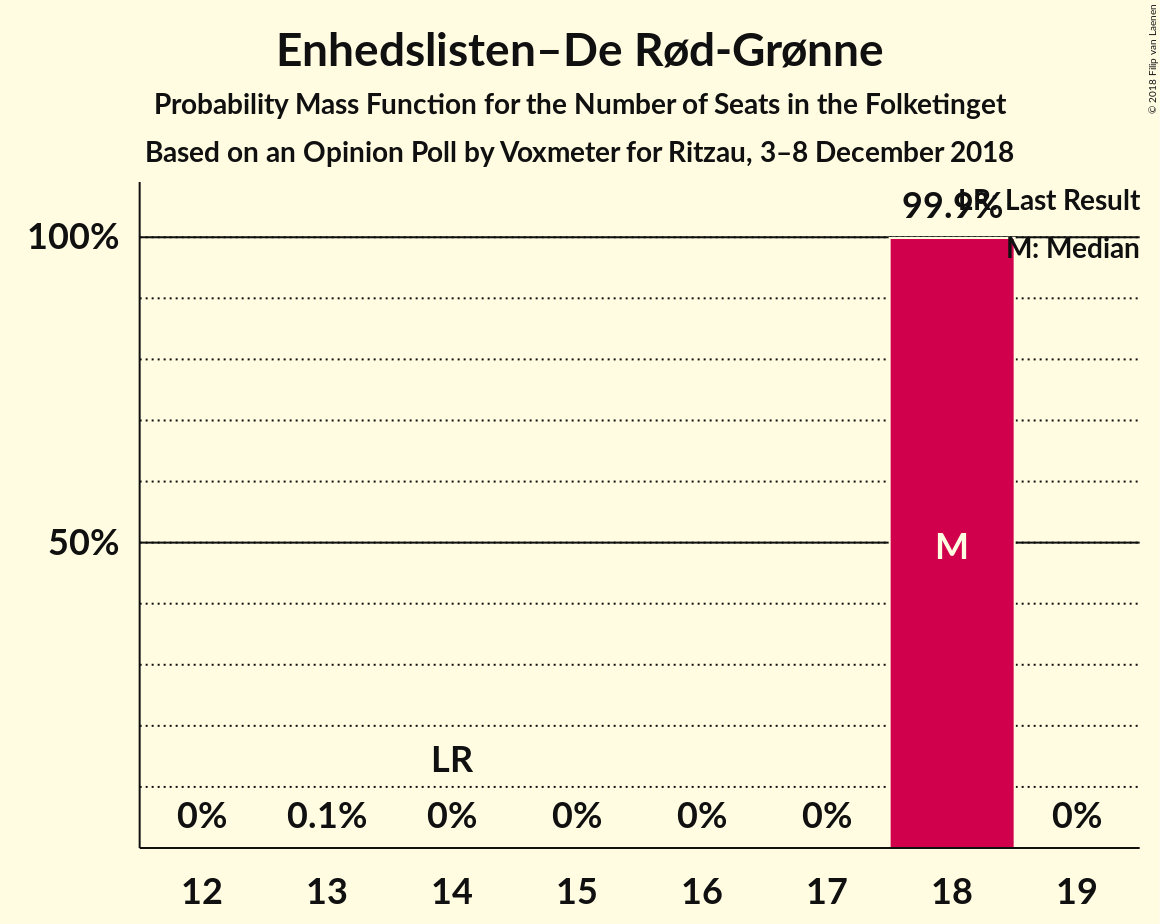 Enhedslisten–De Rød-Grønne
Probability Mass Function for the Number of Seats in the Folketinget
Based on an Opinion Poll by Voxmeter for Ritzau, 3–8 December 2018
© 2018 Filip van Laenen
99.9%
LR: Last Result
M: Median
100%
50%
M
LR
0% 0.1% 0% 0% 0% 0% 0%
12 13 14 15 16 17 18 19